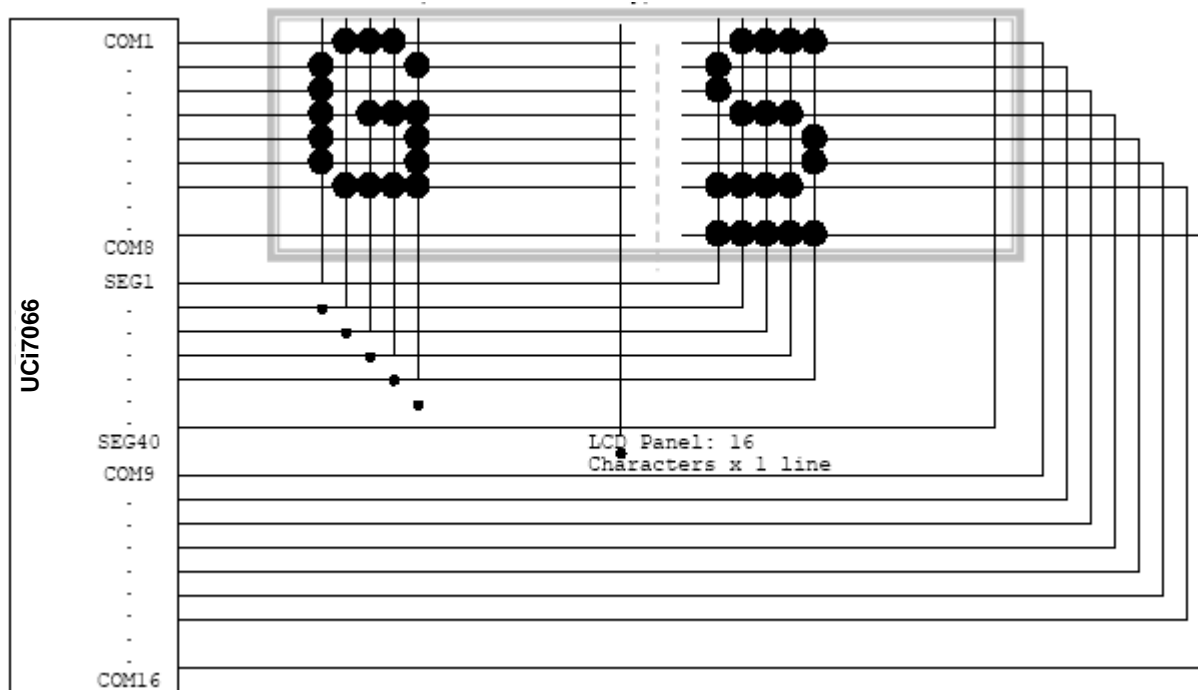 COM1
COM8
SEG1
UCi7066
SEG40
COM9
LCD Panel: 16
Characters x 1 line
COM16